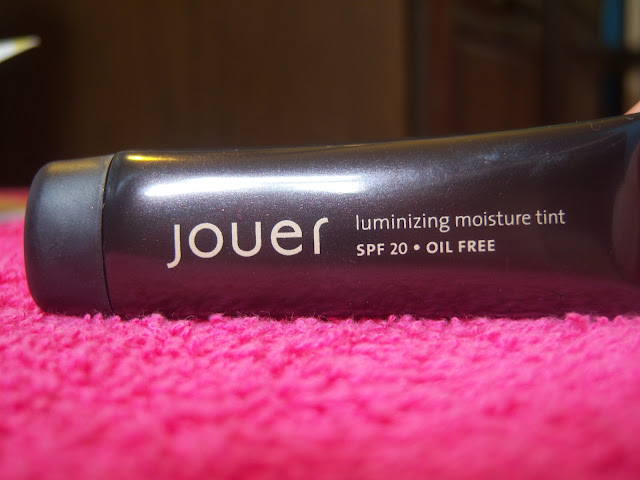 jouer
luminizing moisture tint
SPF 20 • OIL FREE